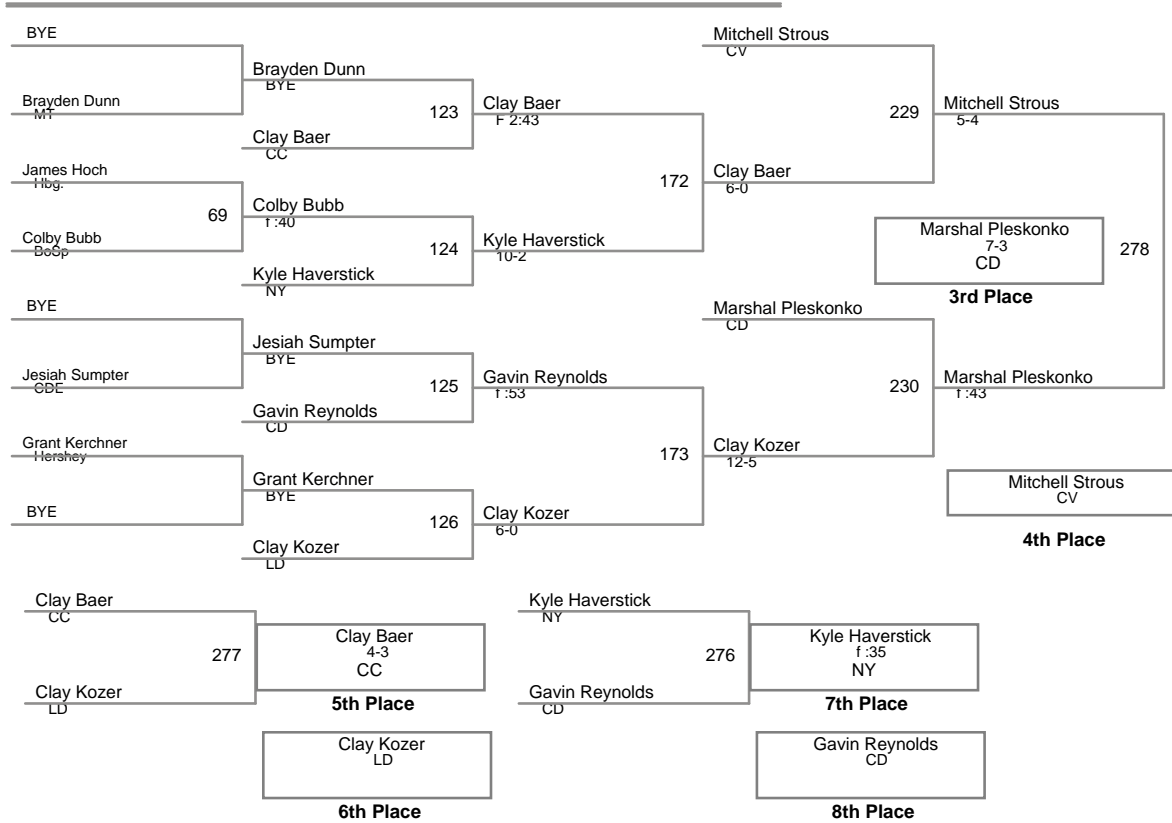 BYE
Brayden Dunn
MT
James Hoch
Hbg.
Colby Bubb
BoSp
BYE
Jesiah Sumpter
CDE
Grant Kerchner
Hershey
BYE
69
Brayden Dunn
BYE
Clay Baer
CC
Colby Bubb
f :40
Kyle Haverstick
NY
Jesiah Sumpter
BYE
Gavin Reynolds
CD
Grant Kerchner
BYE
Clay Kozer
LD
123
124
125
126
Clay Baer
F 2:43
Kyle Haverstick
10-2
Gavin Reynolds
f :53
Clay Kozer
6-0
172
173
Mitchell Strous
CV
Clay Baer
6-0
Marshal Pleskonko
CD
Clay Kozer
12-5
229
230
Mitchell Strous
5-4
Marshal Pleskonko
f :43
278
Marshal Pleskonko
7-3
CD
3rd Place
Mitchell Strous
CV
4th Place
Clay Baer
CC
Clay Kozer
LD
277
Clay Baer
4-3
CC
5th Place
Clay Kozer
LD
6th Place
Kyle Haverstick
NY
Gavin Reynolds
CD
276
Kyle Haverstick
f :35
NY
7th Place
Gavin Reynolds
CD
8th Place